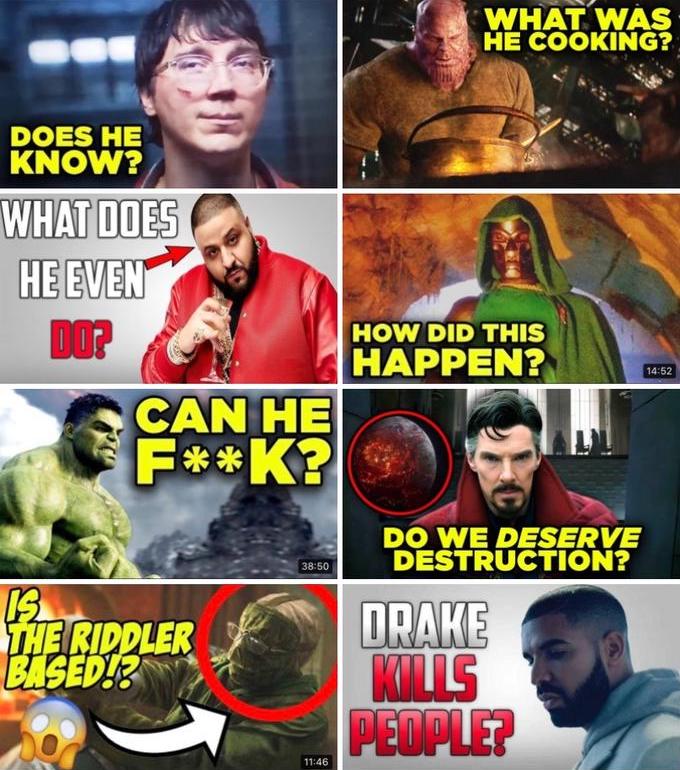 DOES HE
KNOW?
WHAT WAS
HE COOKING?
WHAT DOES
HE EVEN
DO?
HOW DID THIS
HAPPEN?
14:52
CAN HE
F**K?
38:50
DO WE DESERVE
DESTRUCTION?
IS
THE RIDDLER
BASED!?
11:46
DRAKE
KILLS
PEOPLE?